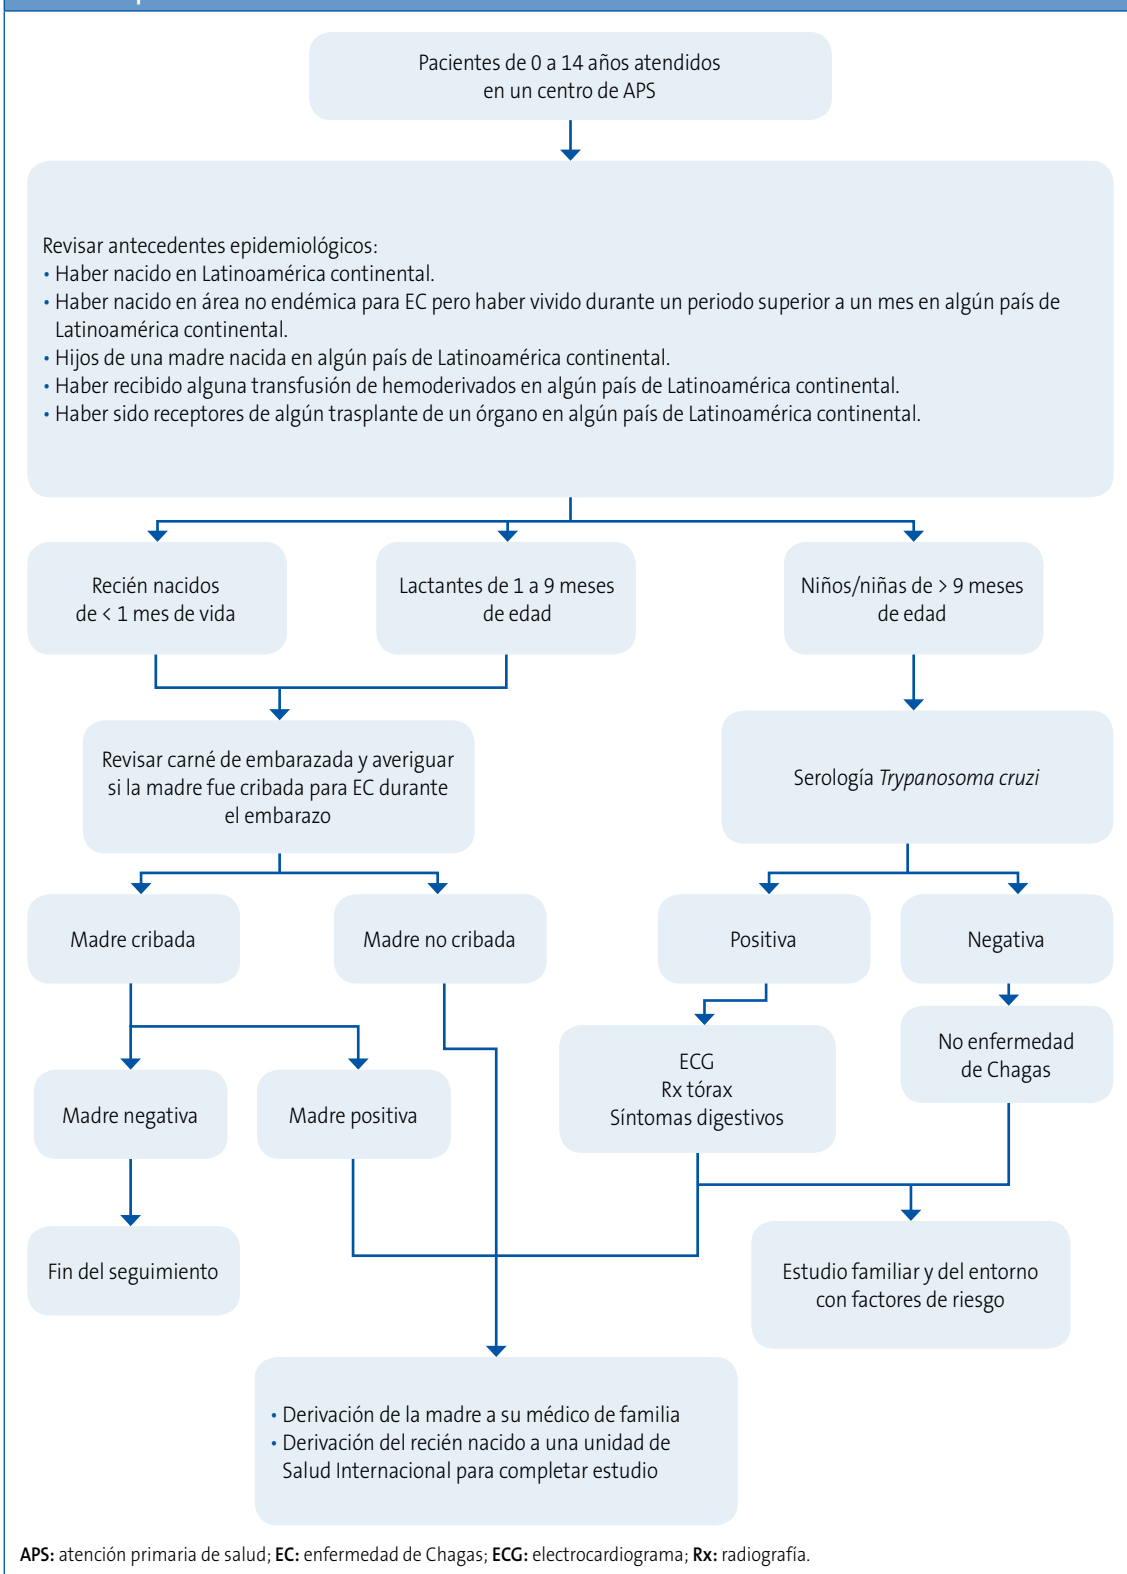 Pacientes de 0 a 14 años atendidos
en un centro de APS
Revisar antecedentes epidemiológicos:
• Haber nacido en Latinoamérica continental.
• Haber nacido en área no endémica para EC pero haber vivido durante un periodo superior a un mes en algún país de
Latinoamérica continental.
• Hijos de una madre nacida en algún país de Latinoamérica continental.
• Haber recibido alguna transfusión de hemoderivados en algún país de Latinoamérica continental.
• Haber sido receptores de algún trasplante de un órgano en algún país de Latinoamérica continental.
Recién nacidos
de < 1 mes de vida
Lactantes de 1 a 9 meses
de edad
Niños/niñas de > 9 meses
de edad
Revisar carné de embarazada y averiguar
si la madre fue cribada para EC durante
el embarazo
Serología Trypanosoma cruzi
Madre cribada
Madre no cribada
Positiva
Negativa
ECG
Rx tórax
Síntomas digestivos
No enfermedad
de Chagas
Madre negativa
Madre positiva
Fin del seguimiento
Estudio familiar y del entorno
con factores de riesgo
• Derivación de la madre a su médico de familia
• Derivación del recién nacido a una unidad de
Salud Internacional para completar estudio
APS: atención primaria de salud; EC: enfermedad de Chagas; ECG: electrocardiograma; Rx: radiografía.